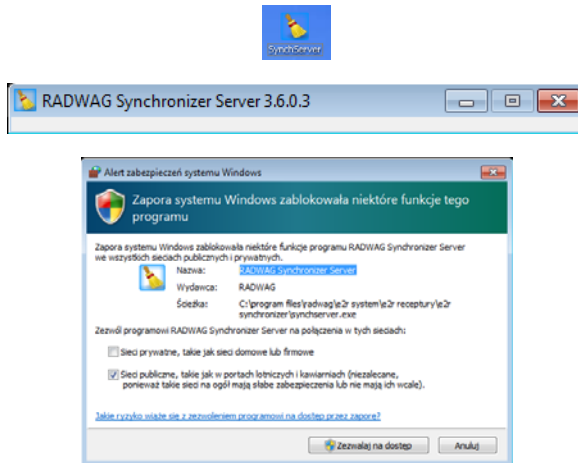 SynchServer
RADWAG Synchronizer Server 3.6.0.3
Alert zabezpieczeń systemu Windows
Zapora systemu Windows zablokowała niektóre funkcje tego
programu
Zapora systemu Windows zablokowała niektóre funkcje programu RADWAG Synchronizer Server
we wszystkich sieciach publicznych i prywatnych.
Nazwa: RADWAG Synchronizer Server
Wydawca: RADWAG
Ścieżka: C:\program files\radwag\e2r system\e2r receptury\e2r
synchronizer\synchserver.exe
Zezwól programowi RADWAG Synchronizer Server na połączenia w tych sieciach:
Sieci prywatne, takie jak sieci domowe lub firmowe
Sieci publiczne, takie jak w portach lotniczych i kawiarniach (niezalecane,
ponieważ takie sieci na ogół mają słabe zabezpieczenia lub nie mają ich wcale).
Jakie ryzyko wiąże się z zezwoleniem programowi na dostęp przez zaporę?
Zezwalaj na dostęp Anuluj